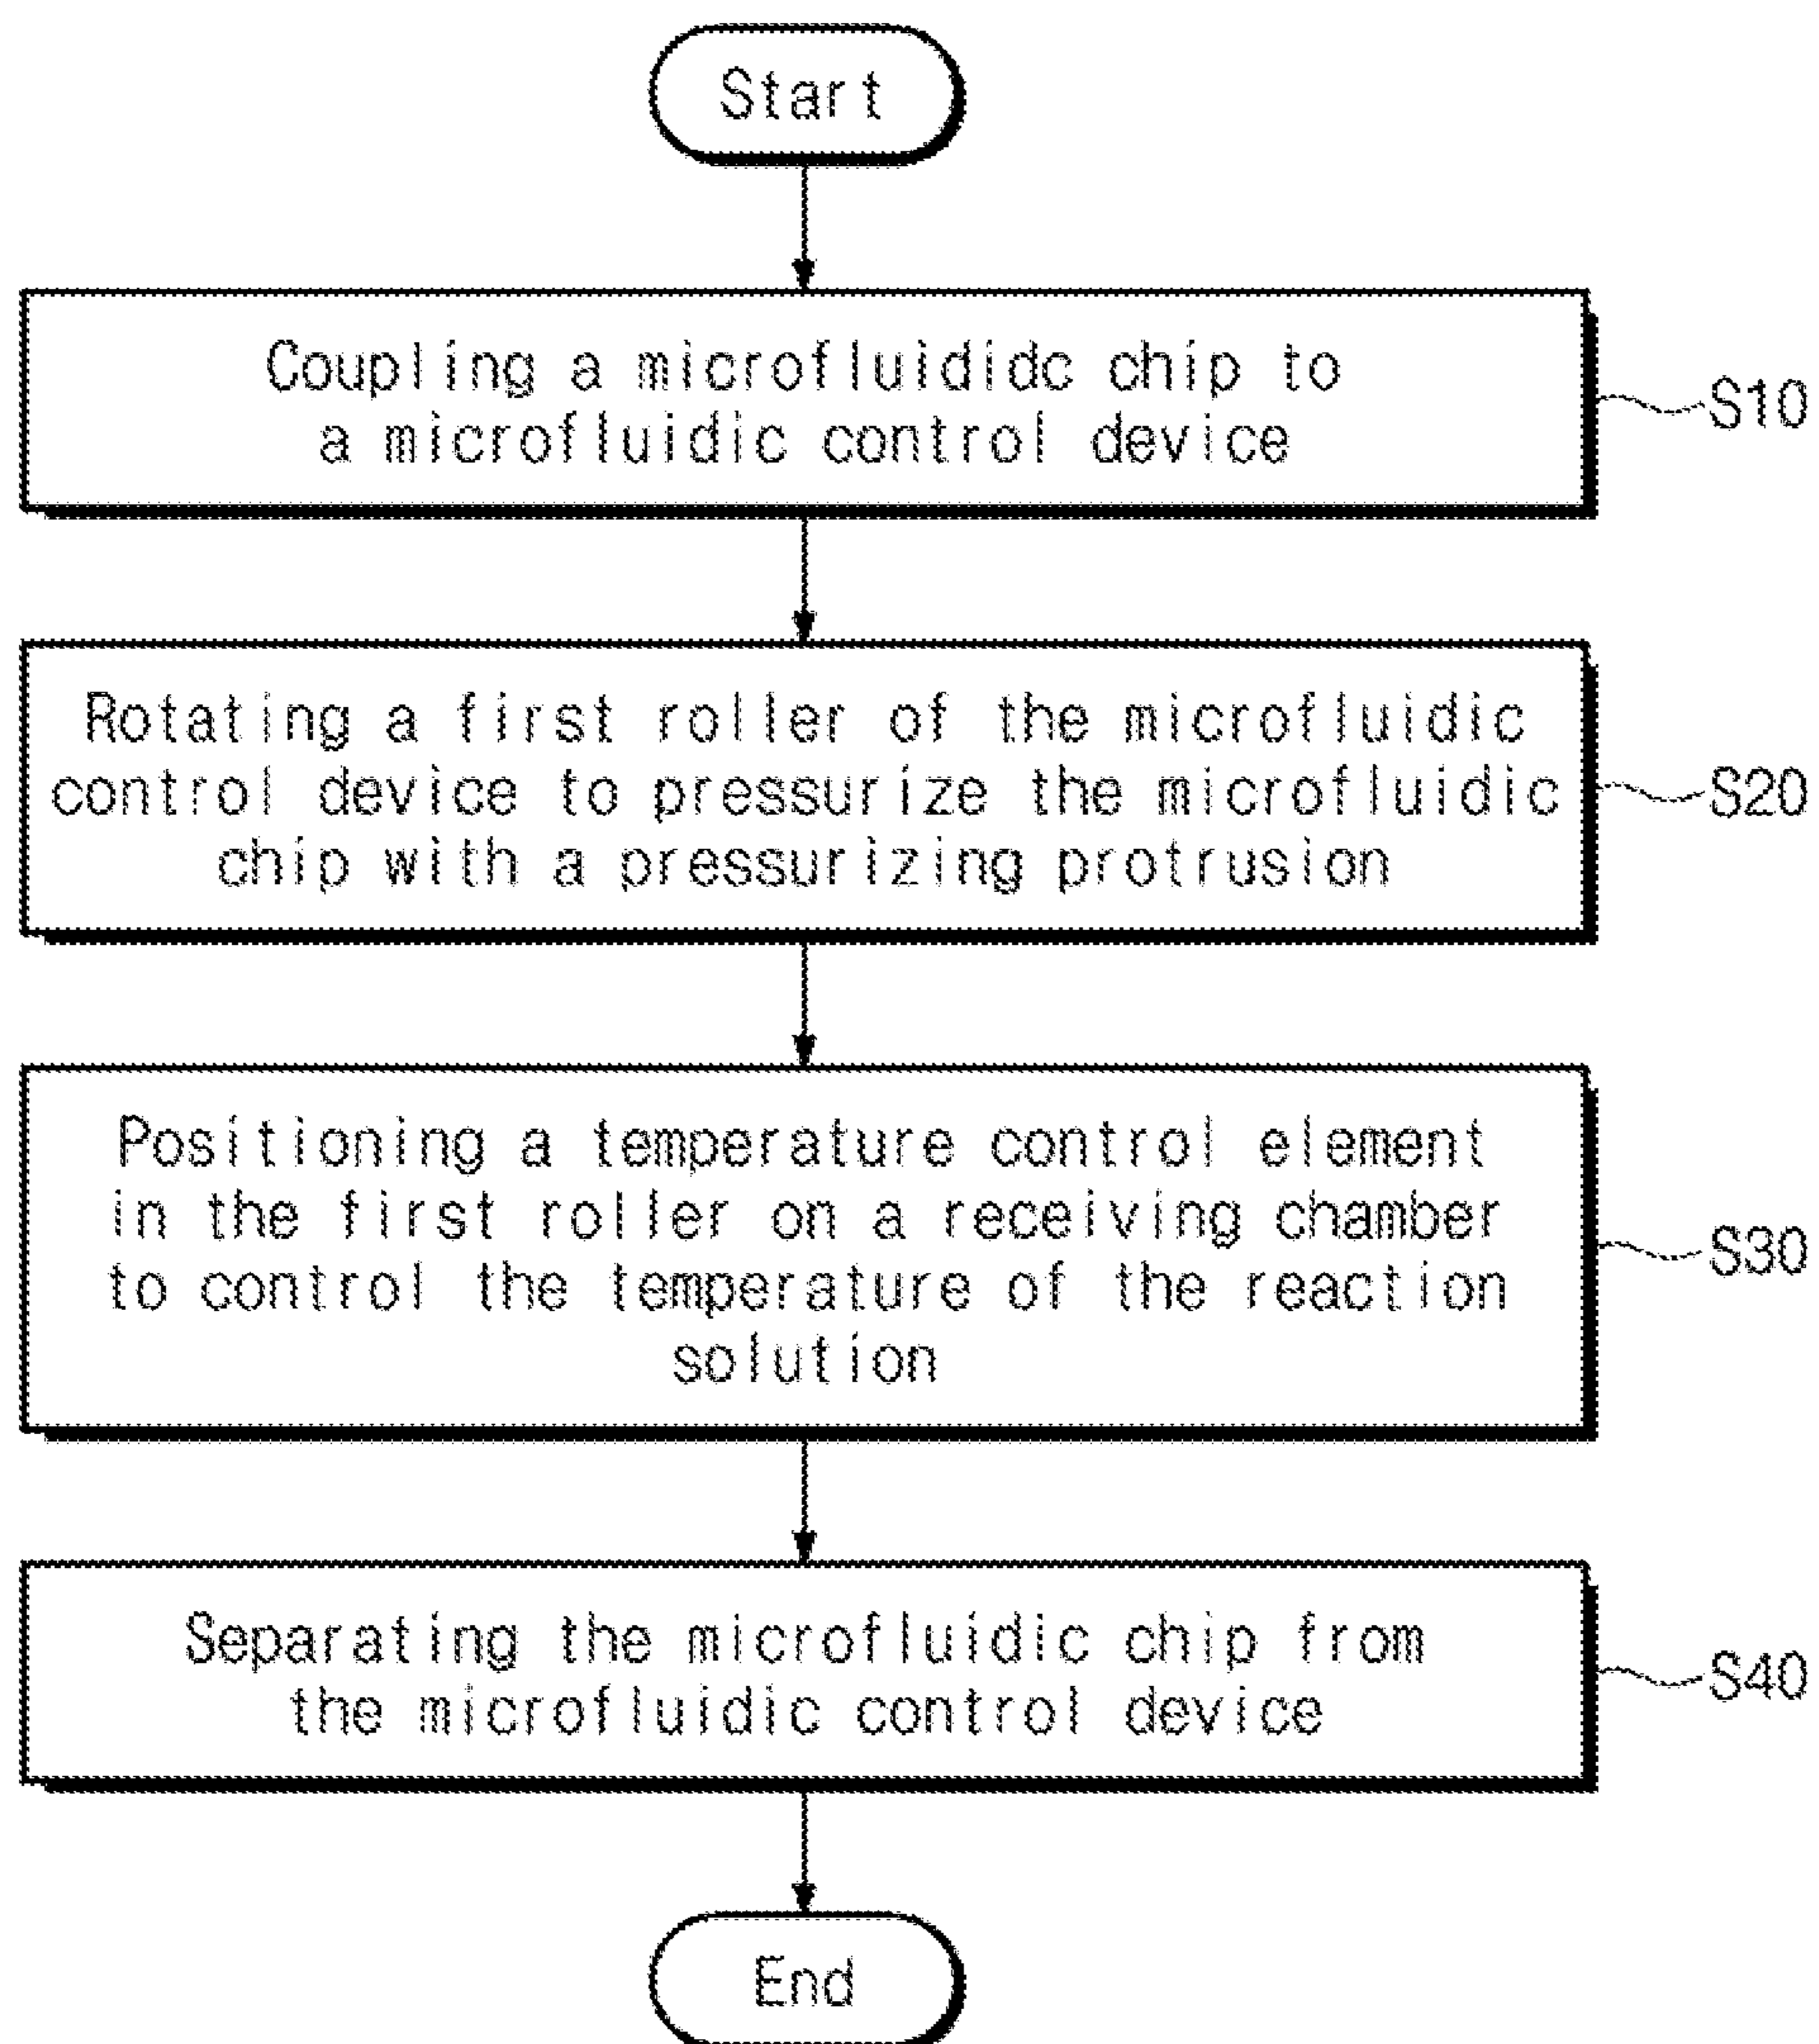 Start
Coupling a microfluididc chip to
a microfluidic control device
S10
Rotating a first roller of the microfluidic
control device to pressurize the microfluidic
chip with a pressurizing protrusion
S20
Positioning a temperature control element
in the first roller on a receiving chamber
to control the temperature of the reaction
solution
S30
Separating the microfluidic chip from
the microfluidic control device
S40
End